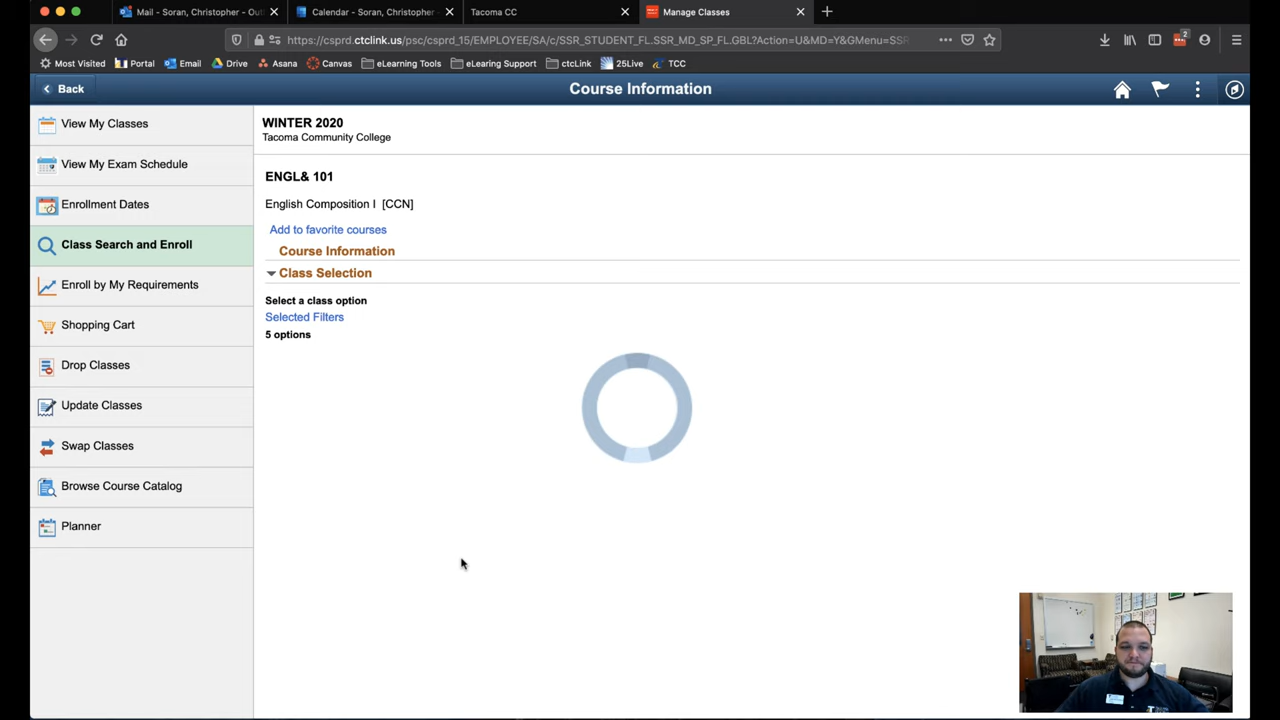 Mail - Soran, Christopher - Out
Calendar - Soran, Christopher -
Tacoma CC
Manage Classes
https://csprd.ctclink.us/psc/csprd_15/EMPLOYEE/SA/c/SSR_STUDENT_FL.SSR_MD_SP_FL.GBL?Action=U&MD=Y&GMenu=SSR
2
Most Visited
Portal
Email
Drive
Asana
Canvas
eLearning Tools
eLearning Support
ctcLink
25Live
TCC
Back
Course Information
View My Classes
View My Exam Schedule
Enrollment Dates
Class Search and Enroll
Enroll by My Requirements
Shopping Cart
Drop Classes
Update Classes
Swap Classes
Browse Course Catalog
Planner
WINTER 2020
Tacoma Community College
ENGL& 101
English Composition I [CCN]
Add to favorite courses
Course Information
Class Selection
Select a class option
Selected Filters
5 options